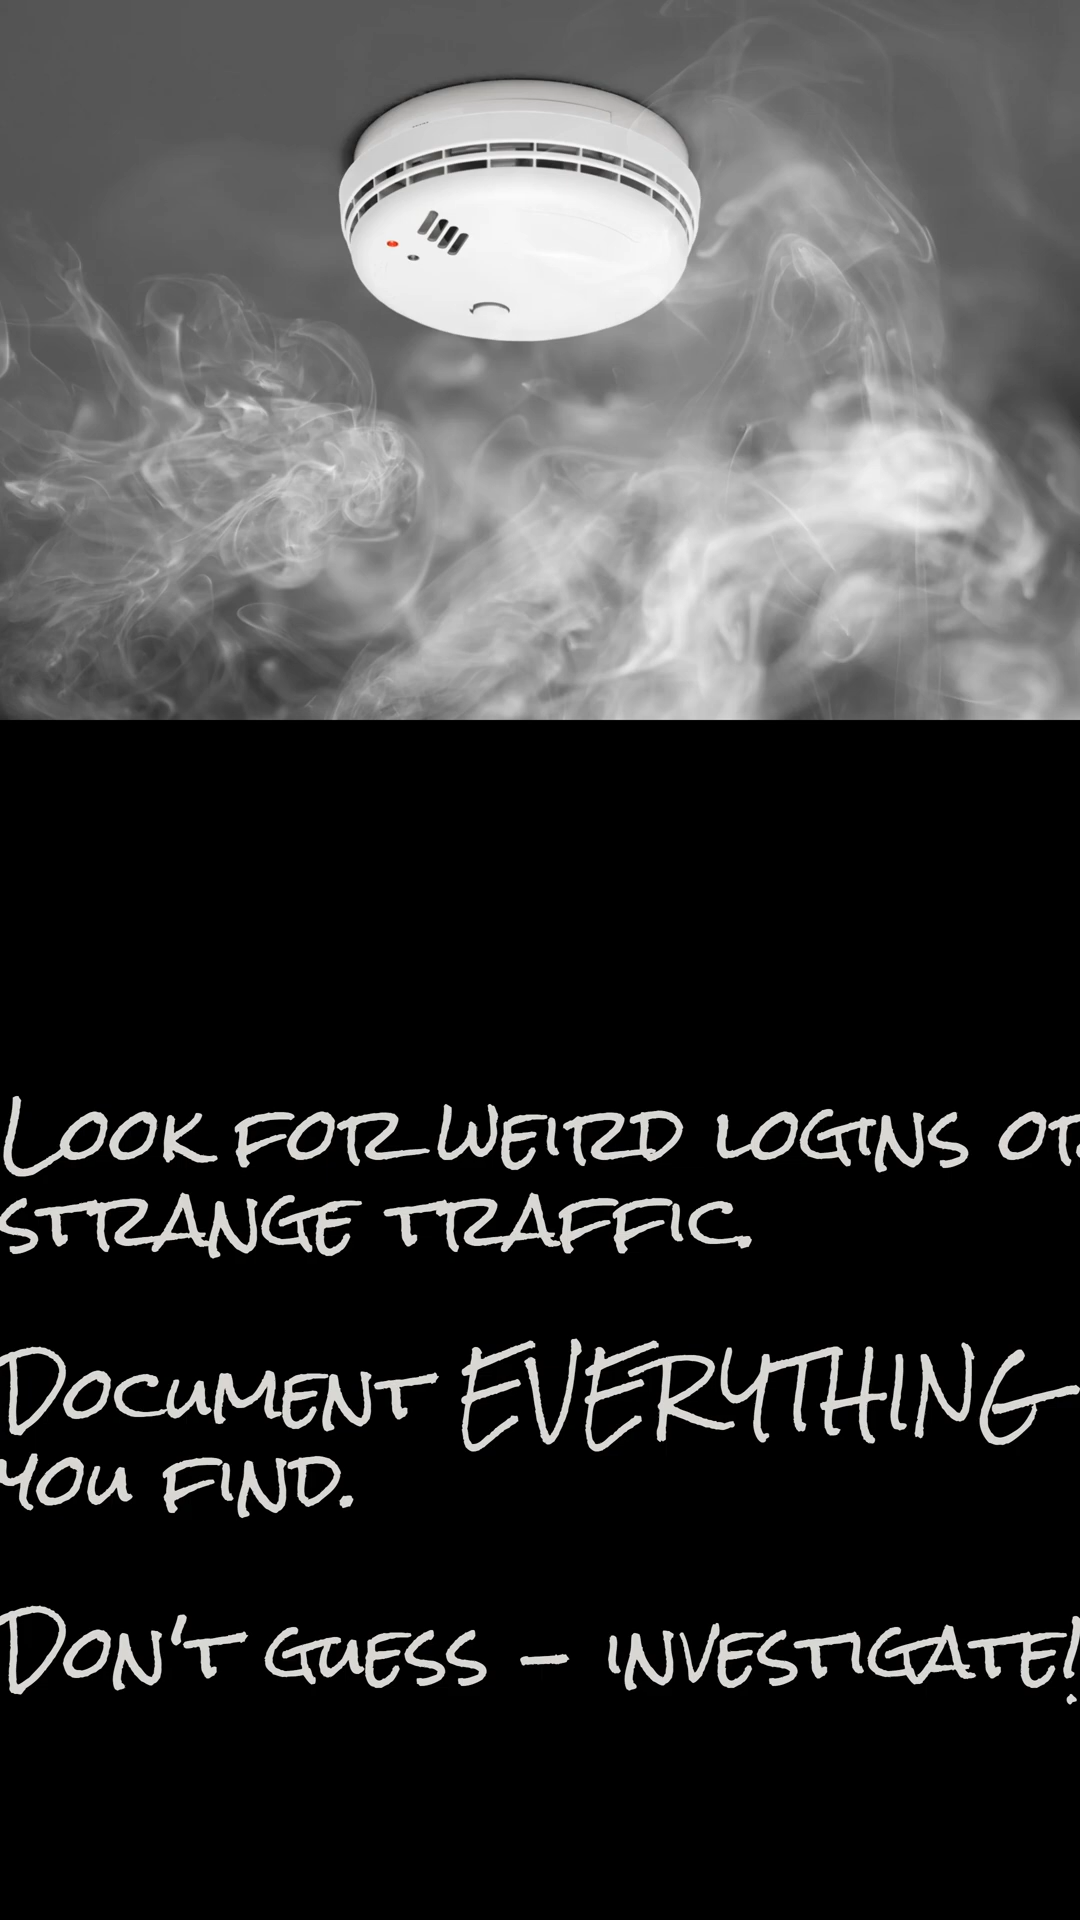 Look for weird logins or
strange traffic.
Document EVERYTHING
you find.
Don't guess - investigate!